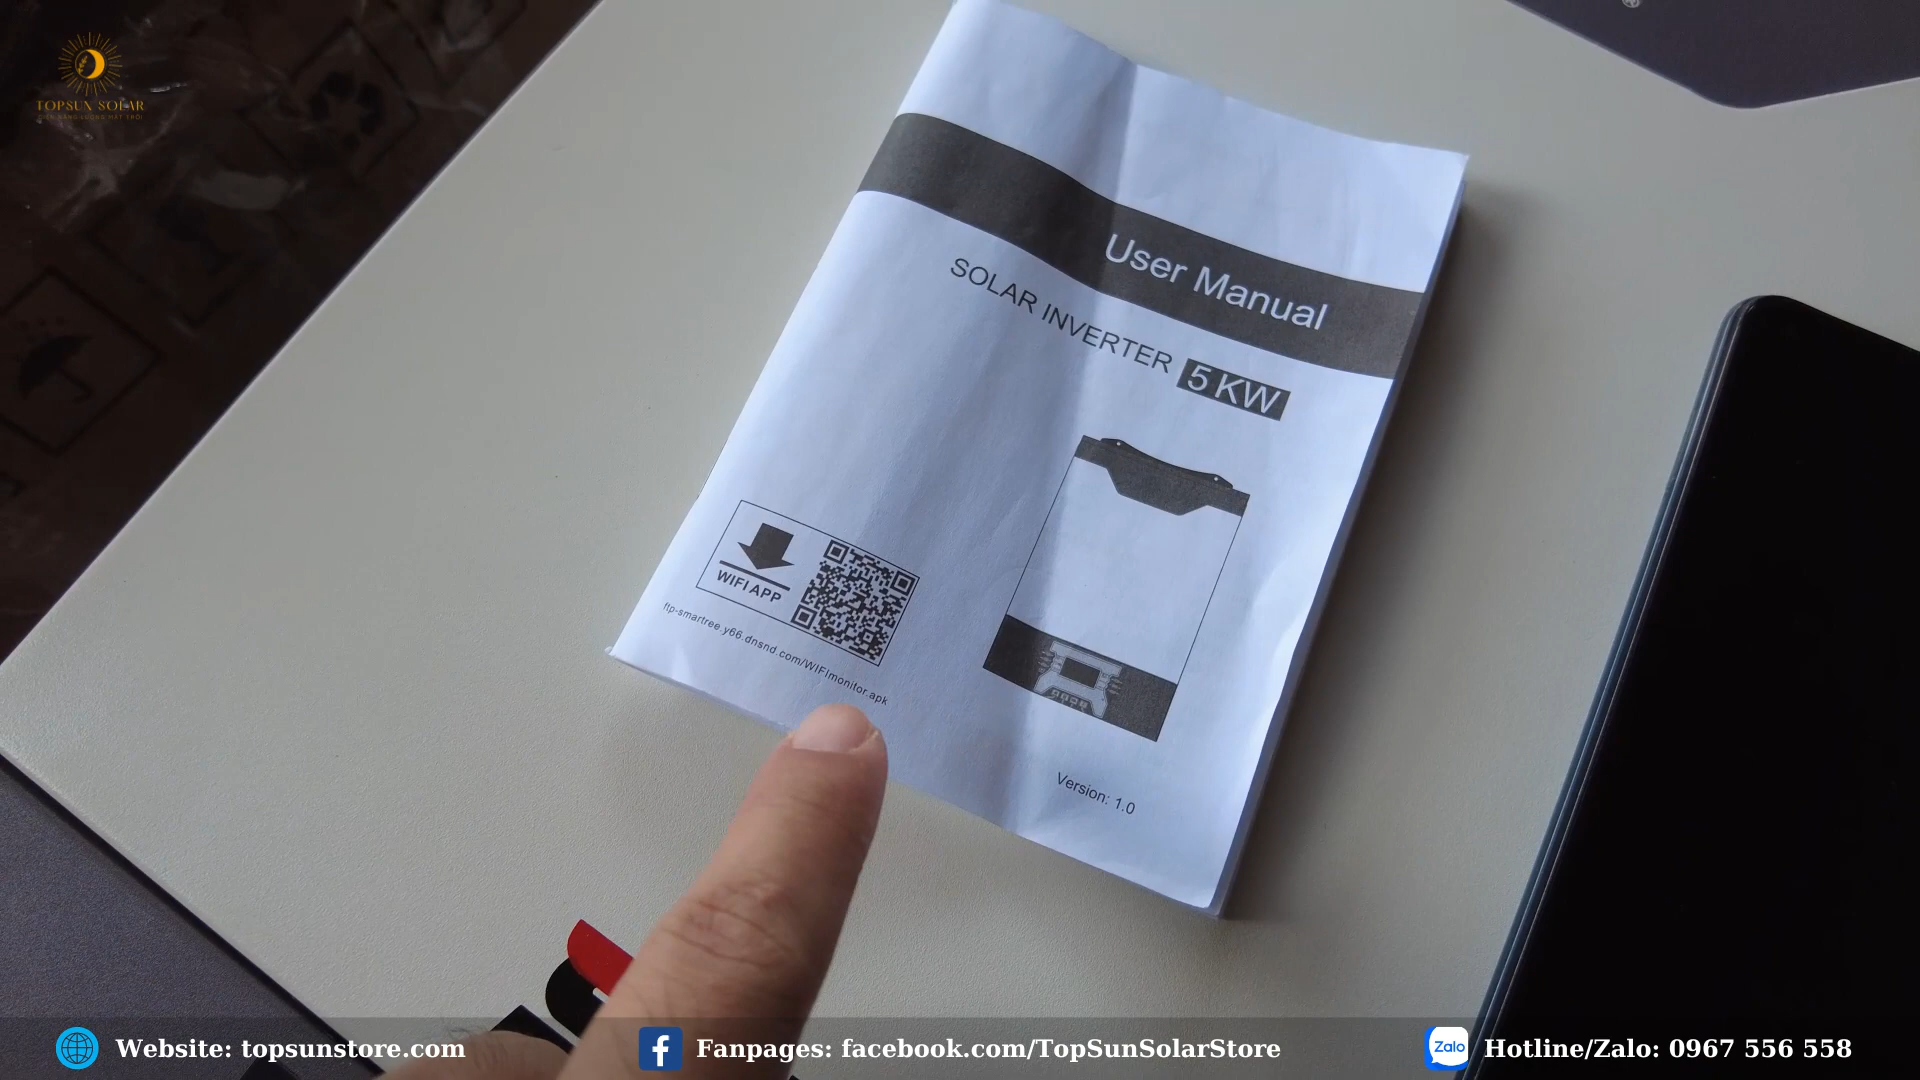 TOPSUN SOLAR
User Manual
SOLAR INVERTER 5 KW
WIFI APP
ftp-smartree.y66.dnsnd.com/WIFImonitor.apk
Version: 1.0
Website: topsunstore.com
Fanpages: facebook.com/TopSunSolarStore
Zalo
Hotline/Zalo: 0967 556 558